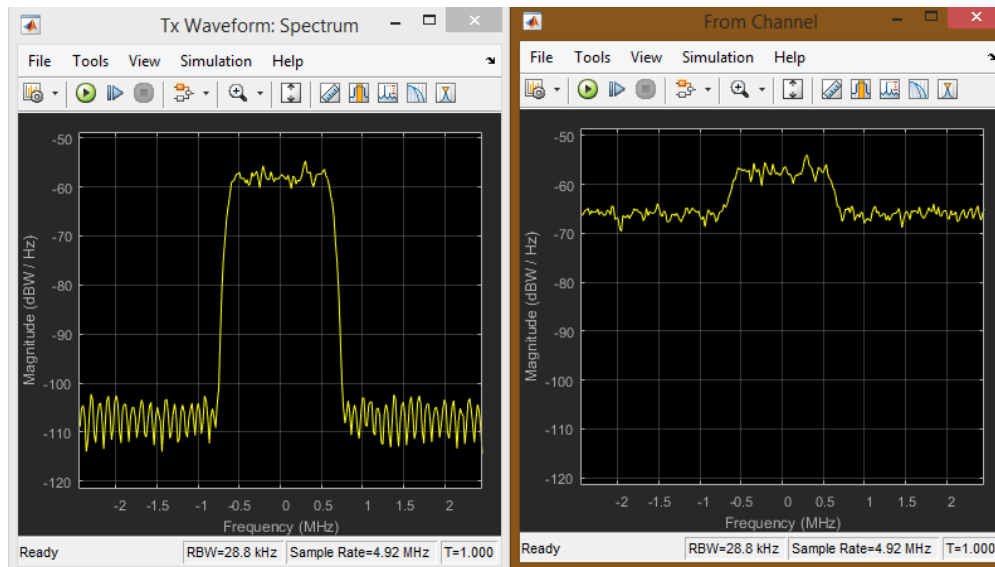 Tx Waveform: Spectrum
File Tools View Simulation Help
-50
-60
-70
-80
-90
-100
-110
-120
Magnitude (dBW / Hz)
-2 -1.5 -1 -0.5 0 0.5 1 1.5 2
Frequency (MHz)
Ready RBW=28.8 kHz Sample Rate=4.92 MHz T=1.000
From Channel
File Tools View Simulation Help
-50
-60
-70
-80
-90
-100
-110
-120
Magnitude (dBW / Hz)
-2 -1.5 -1 -0.5 0 0.5 1 1.5 2
Frequency (MHz)
Ready RBW=28.8 kHz Sample Rate=4.92 MHz T=1.000